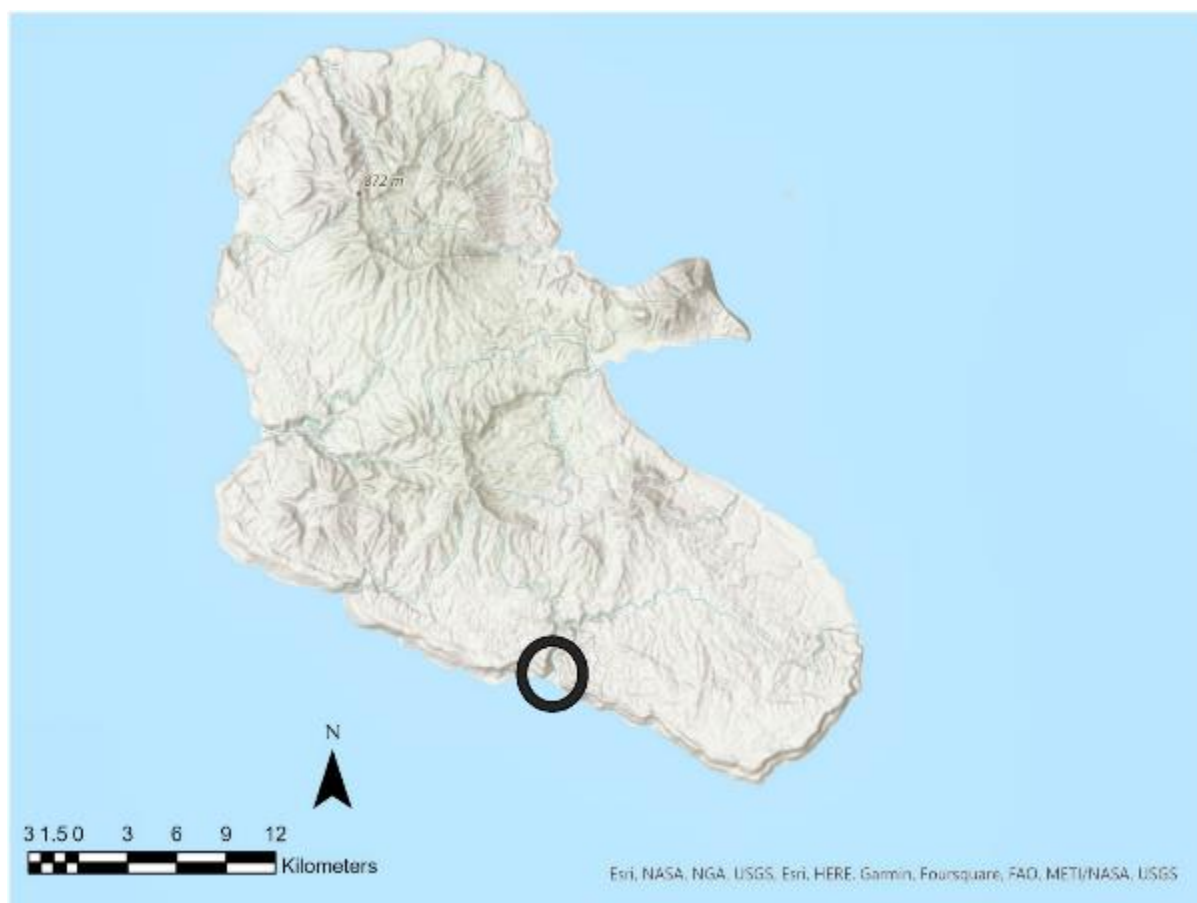 872 m
N
3 1.5 0 3 6 9 12
Kilometers
Esri, NASA, NGA, USGS, Esri, HERE, Garmin, Foursquare, FAO, METI/NASA, USGS